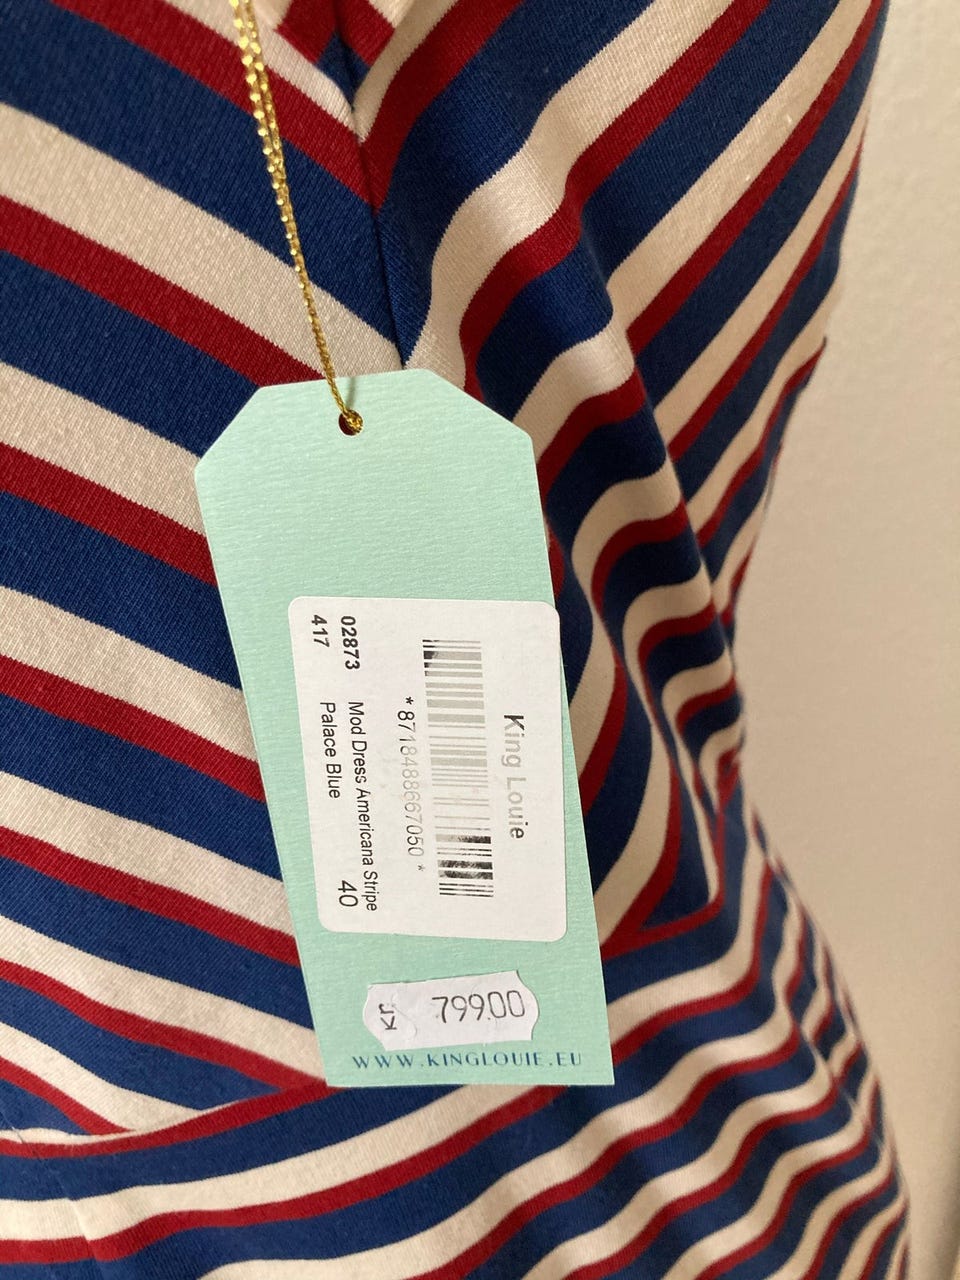 King Louie
* 8718488667050 *
02873 Mod Dress Americana Stripe
417 Palace Blue 40
Kr 799.00
WWW.KINGLOUIE.EU